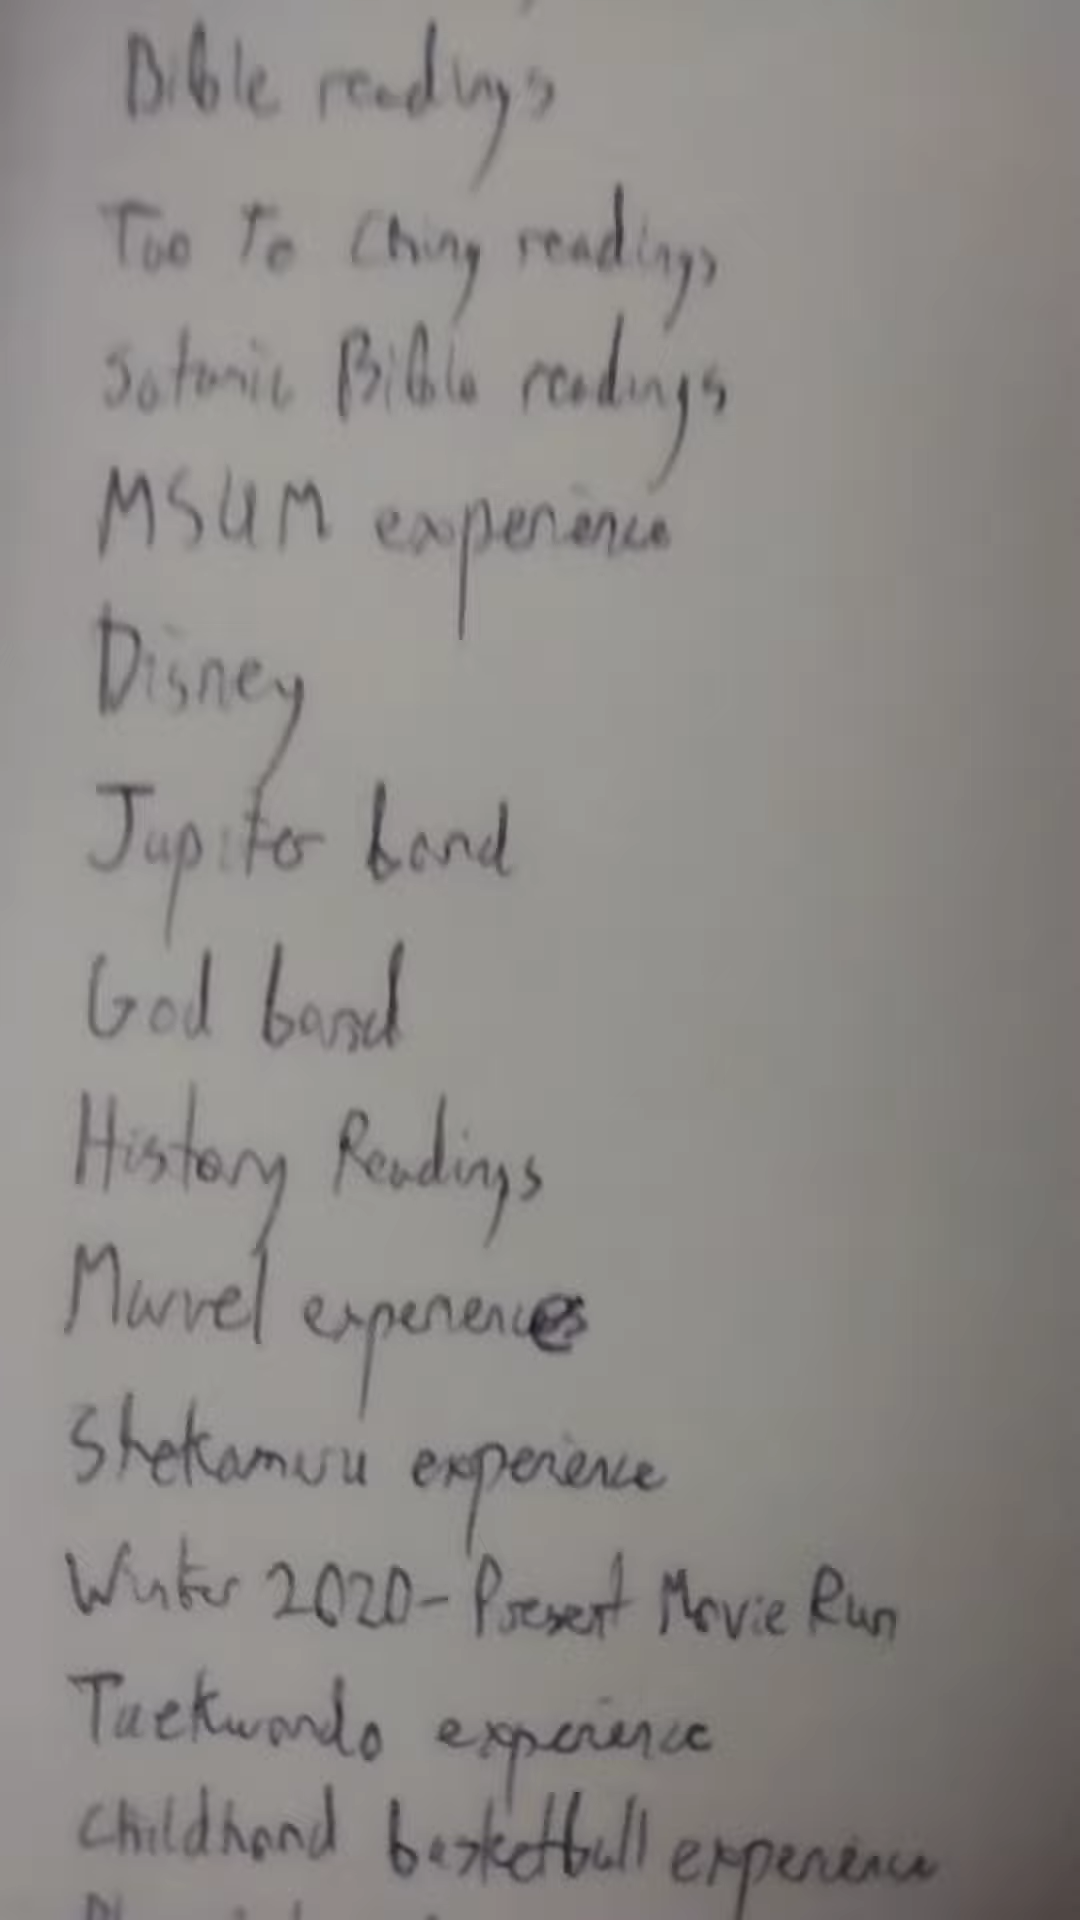 Bible readings
Tao Te Ching readings
Satanic Bible readings
MSUM experience
Disney
Jupiter band
God band
History Readings
Marvel experiences
experience
Winter 2020- Present Movie Run
Taekwondo experience
Childhood basketball experience